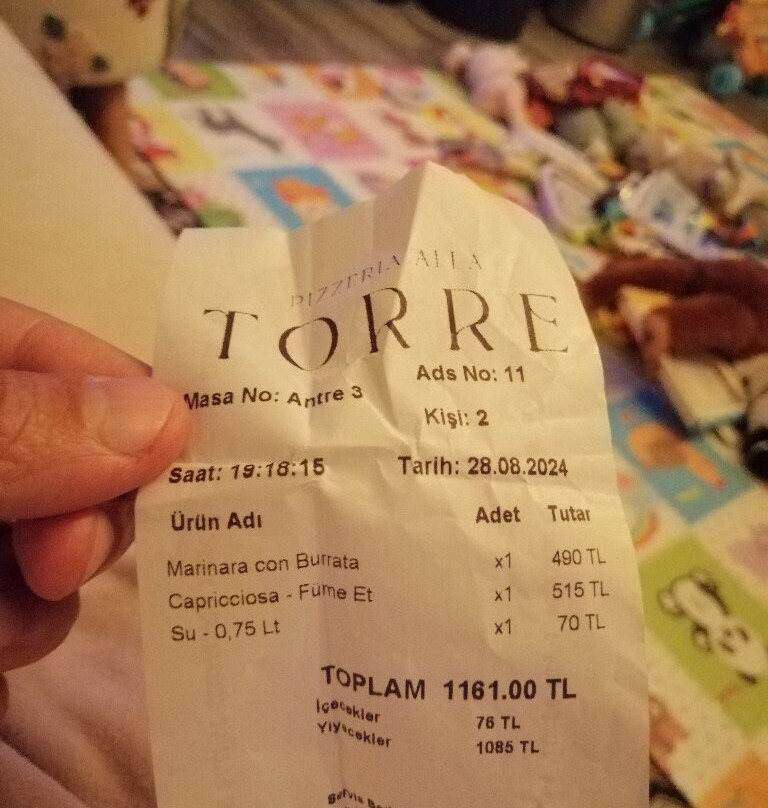 PIZZERIA ALLA
TORRE
Masa No: Antre 3 Ads No: 11
Kişi: 2
Saat: 19:18:15 Tarih: 28.08.2024
Ürün Adı Adet Tutar
Marinara con Burrata x1 490 TL
Capricciosa - Füme Et x1 515 TL
Su - 0,75 Lt x1 70 TL
TOPLAM 1161.00 TL
İçecekler 76 TL
Yiyecekler 1085 TL